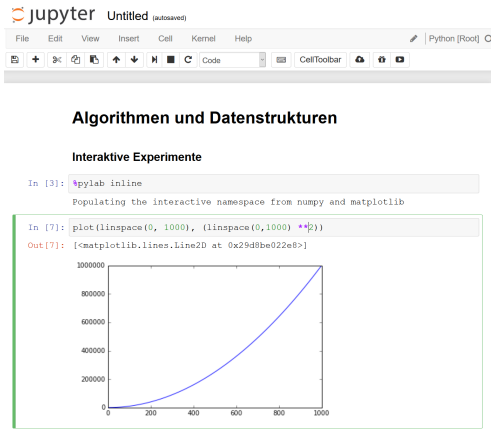 jupyter Untitled (autosaved)
File Edit View Insert Cell Kernel Help Python [Root]
Code CellToolbar
Algorithmen und Datenstrukturen
Interaktive Experimente
In [3]: %pylab inline
Populating the interactive namespace from numpy and matplotlib
In [7]: plot(linspace(0, 1000), (linspace(0,1000) **2))
Out[7]: [<matplotlib.lines.Line2D at 0x29d8be022e8>]
1000000
800000
600000
400000
200000
0
0 200 400 600 800 1000